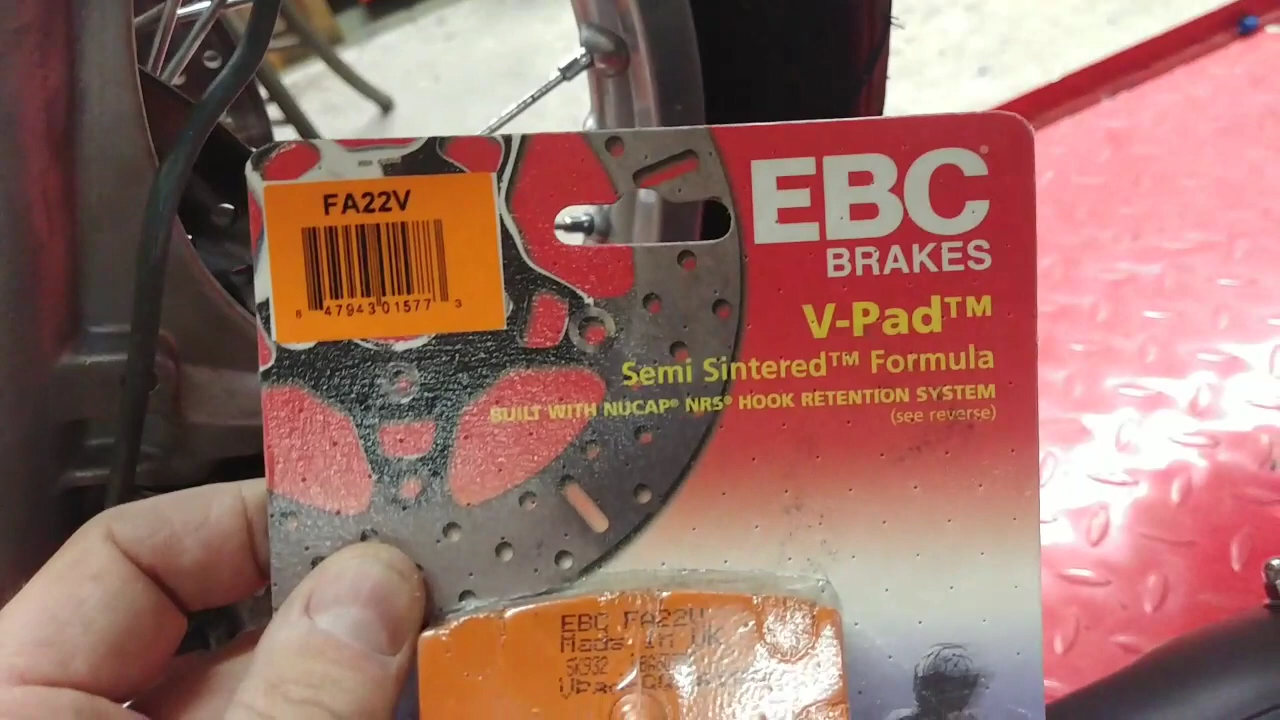 FA22V
8 47943 01577 3
EBC®
BRAKES
V-Pad™
Semi Sintered™ Formula
BUILT WITH NUCAP® NRS® HOOK RETENTION SYSTEM
(see reverse)
EBC FA22V
Made In UK
SK932